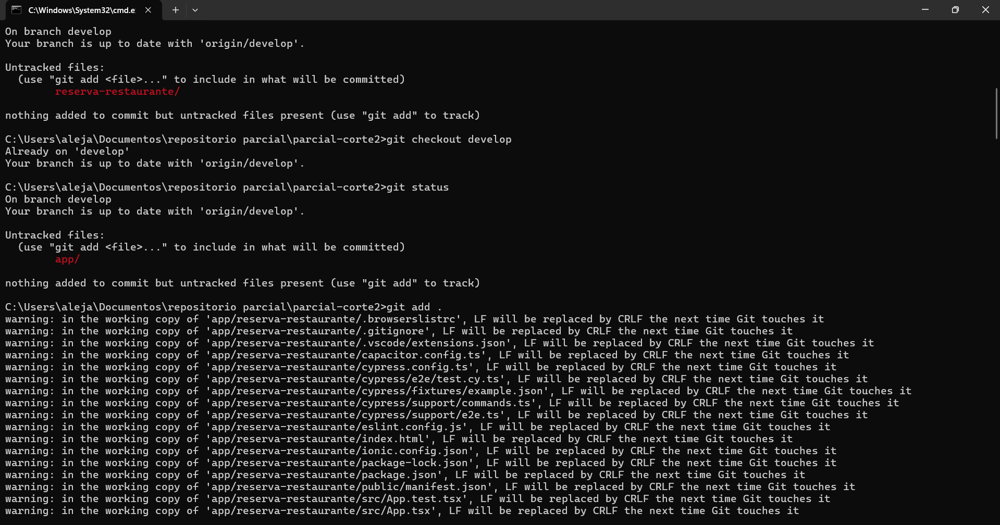 C:\Windows\System32\cmd.e
On branch develop
Your branch is up to date with 'origin/develop'.
Untracked files:
  (use "git add <file>..." to include in what will be committed)
        reserva-restaurante/
nothing added to commit but untracked files present (use "git add" to track)
C:\Users\aleja\Documentos\repositorio parcial\parcial-corte2>git checkout develop
Already on 'develop'
Your branch is up to date with 'origin/develop'.
C:\Users\aleja\Documentos\repositorio parcial\parcial-corte2>git status
On branch develop
Your branch is up to date with 'origin/develop'.
Untracked files:
  (use "git add <file>..." to include in what will be committed)
        app/
nothing added to commit but untracked files present (use "git add" to track)
C:\Users\aleja\Documentos\repositorio parcial\parcial-corte2>git add .
warning: in the working copy of 'app/reserva-restaurante/.browserslistrc', LF will be replaced by CRLF the next time Git touches it
warning: in the working copy of 'app/reserva-restaurante/.gitignore', LF will be replaced by CRLF the next time Git touches it
warning: in the working copy of 'app/reserva-restaurante/.vscode/extensions.json', LF will be replaced by CRLF the next time Git touches it
warning: in the working copy of 'app/reserva-restaurante/capacitor.config.ts', LF will be replaced by CRLF the next time Git touches it
warning: in the working copy of 'app/reserva-restaurante/cypress.config.ts', LF will be replaced by CRLF the next time Git touches it
warning: in the working copy of 'app/reserva-restaurante/cypress/e2e/test.cy.ts', LF will be replaced by CRLF the next time Git touches it
warning: in the working copy of 'app/reserva-restaurante/cypress/fixtures/example.json', LF will be replaced by CRLF the next time Git touches it
warning: in the working copy of 'app/reserva-restaurante/cypress/support/commands.ts', LF will be replaced by CRLF the next time Git touches it
warning: in the working copy of 'app/reserva-restaurante/cypress/support/e2e.ts', LF will be replaced by CRLF the next time Git touches it
warning: in the working copy of 'app/reserva-restaurante/eslint.config.js', LF will be replaced by CRLF the next time Git touches it
warning: in the working copy of 'app/reserva-restaurante/index.html', LF will be replaced by CRLF the next time Git touches it
warning: in the working copy of 'app/reserva-restaurante/ionic.config.json', LF will be replaced by CRLF the next time Git touches it
warning: in the working copy of 'app/reserva-restaurante/package-lock.json', LF will be replaced by CRLF the next time Git touches it
warning: in the working copy of 'app/reserva-restaurante/package.json', LF will be replaced by CRLF the next time Git touches it
warning: in the working copy of 'app/reserva-restaurante/public/manifest.json', LF will be replaced by CRLF the next time Git touches it
warning: in the working copy of 'app/reserva-restaurante/src/App.test.tsx', LF will be replaced by CRLF the next time Git touches it
warning: in the working copy of 'app/reserva-restaurante/src/App.tsx', LF will be replaced by CRLF the next time Git touches it